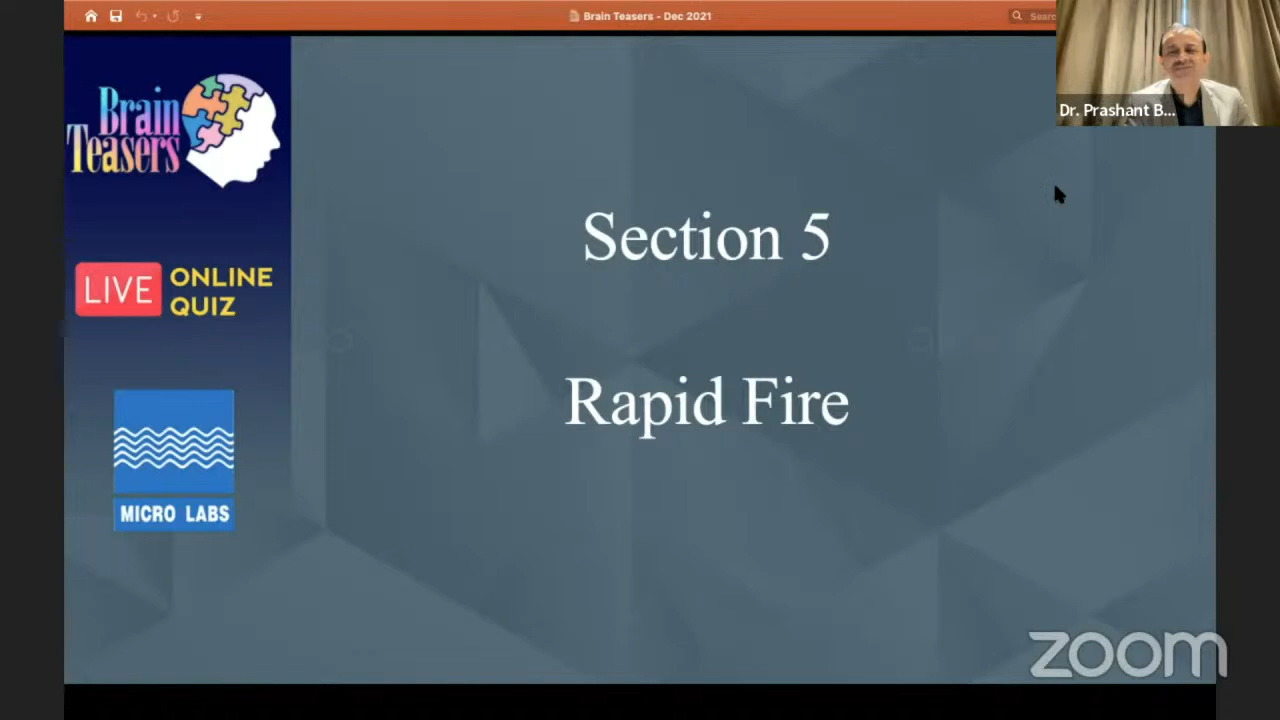 Brain Teasers - Dec 2021
Dr. Prashant B...
Brain
Teasers
LIVE ONLINE
QUIZ
MICRO LABS
Section 5
Rapid Fire
zoom